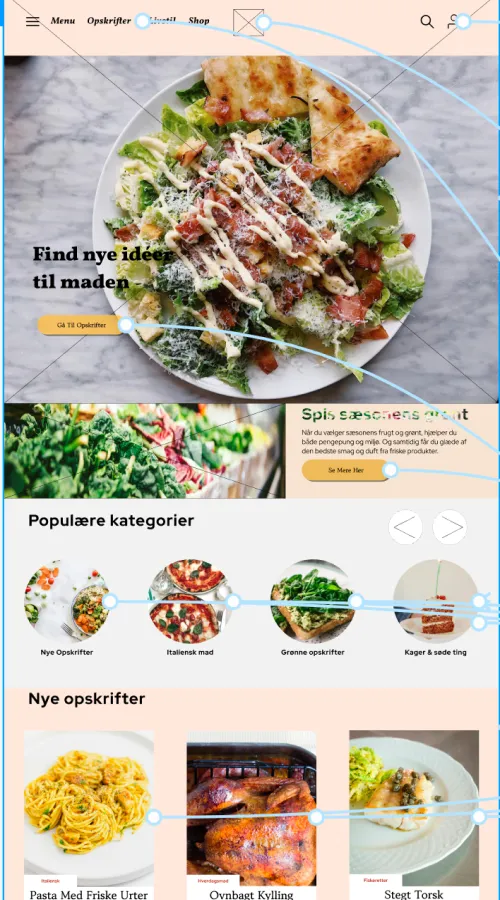 Menu Opskrifter Livstil Shop
Find nye idéer
til maden
Gå Til Opskrifter
Spis sæsonens grønt
Når du vælger sæsonens frugt og grønt, hjælper du
både pengepung og miljø. Og samtidig får du glæde af
den bedste smag og duft fra friske produkter.
Se Mere Her
Populære kategorier
Nye Opskrifter
Italiensk mad
Grønne opskrifter
Kager & søde ting
Nye opskrifter
Italiensk
Hverdagsmad
Fiskeretter
Pasta Med Friske Urter
Ovnbagt Kylling
Stegt Torsk